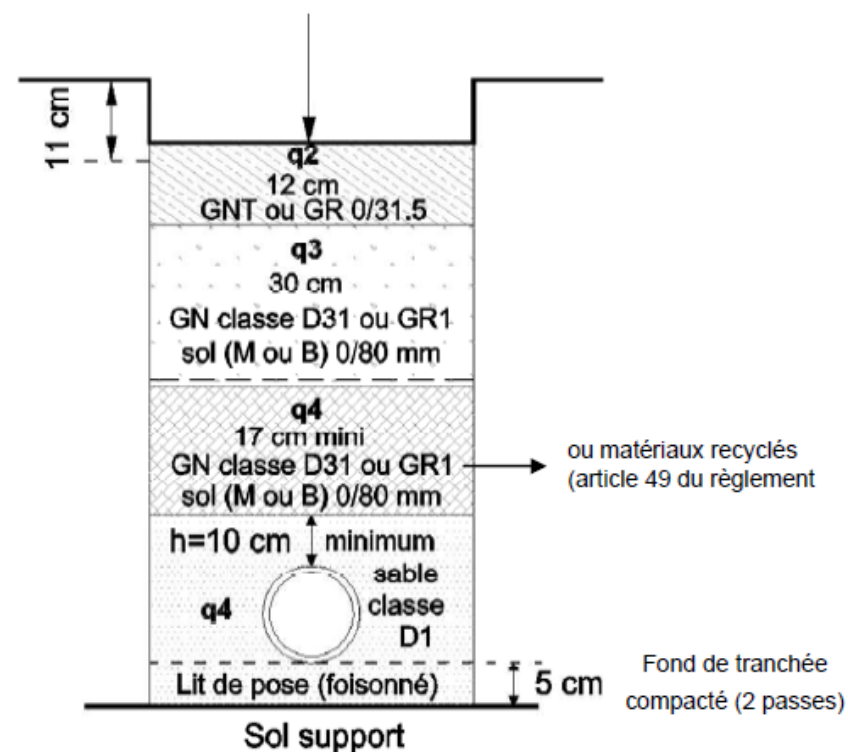 11 cm
q2
12 cm
GNT ou GR 0/31.5
q3
30 cm
GN classe D31 ou GR1
sol (M ou B) 0/80 mm
q4
17 cm mini
GN classe D31 ou GR1
sol (M ou B) 0/80 mm
ou matériaux recyclés
(article 49 du règlement
h=10 cm minimum
sable
classe
D1
q4
Lit de pose (foisonné)
5 cm
Fond de tranchée
compacté (2 passes)
Sol support